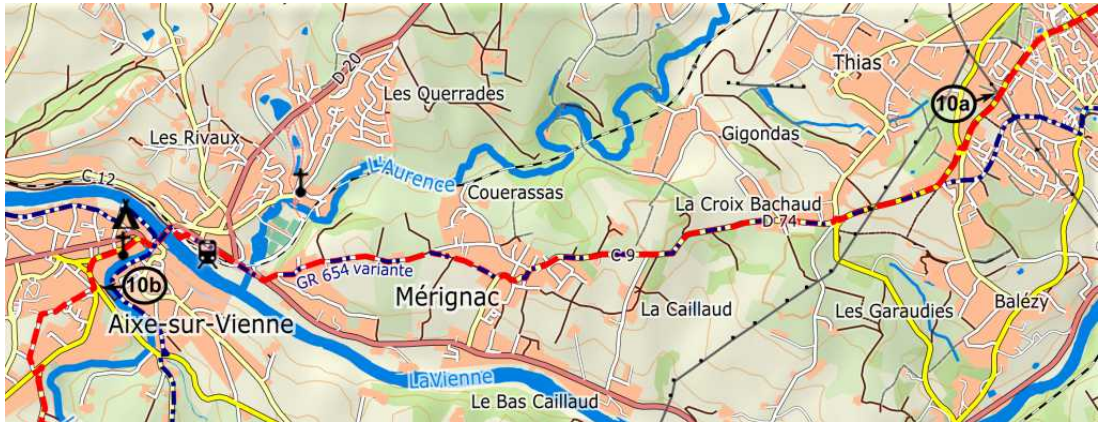 D 20
Les Querrades
Thias
10a
Les Rivaux
Gigondas
L'Aurence
C 12
Couerassas
La Croix Bachaud
D 74
GR 654 variante
C 9
10b
Mérignac
La Caillaud
Les Garaudies
Balézy
Aixe-sur-Vienne
La Vienne
Le Bas Caillaud